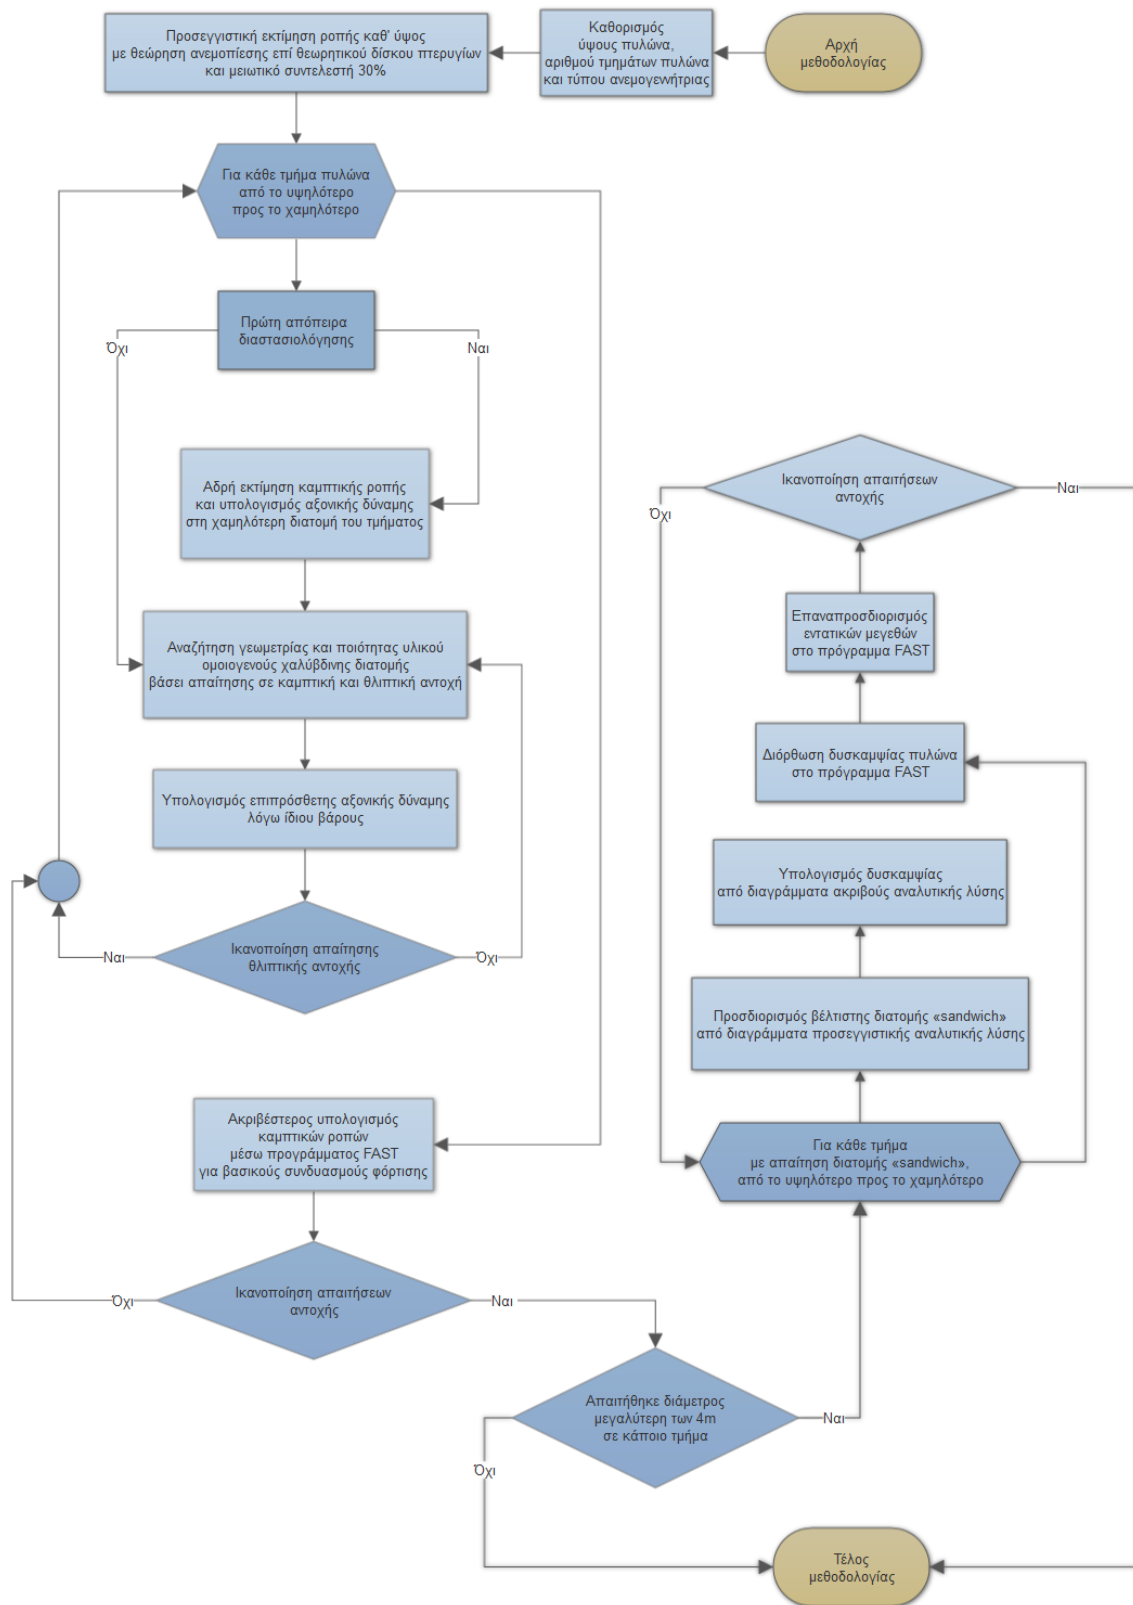 Αρχή
μεθοδολογίας
Καθορισμός
ύψους πυλώνα,
αριθμού τμημάτων πυλώνα
και τύπου ανεμογεννήτριας
Προσεγγιστική εκτίμηση ροπής καθ' ύψος
με θεώρηση ανεμοπίεσης επί θεωρητικού δίσκου πτερυγίων
και μειωτικό συντελεστή 30%
Για κάθε τμήμα πυλώνα
από το υψηλότερο
προς το χαμηλότερο
Πρώτη απόπειρα
διαστασιολόγησης
Όχι
Ναι
Αδρή εκτίμηση καμπτικής ροπής
και υπολογισμός αξονικής δύναμης
στη χαμηλότερη διατομή του τμήματος
Αναζήτηση γεωμετρίας και ποιότητας υλικού
ομοιογενούς χαλύβδινης διατομής
βάσει απαίτησης σε καμπτική και θλιπτική αντοχή
Υπολογισμός επιπρόσθετης αξονικής δύναμης
λόγω ίδιου βάρους
Ικανοποίηση απαίτησης
θλιπτικής αντοχής
Ναι
Όχι
Ακριβέστερος υπολογισμός
καμπτικών ροπών
μέσω προγράμματος FAST
για βασικούς συνδυασμούς φόρτισης
Ικανοποίηση απαιτήσεων
αντοχής
Όχι
Ναι
Απαιτήθηκε διάμετρος
μεγαλύτερη των 4m
σε κάποιο τμήμα
Όχι
Ναι
Για κάθε τμήμα
με απαίτηση διατομής «sandwich»,
από το υψηλότερο προς το χαμηλότερο
Προσδιορισμός βέλτιστης διατομής «sandwich»
από διαγράμματα προσεγγιστικής αναλυτικής λύσης
Υπολογισμός δυσκαμψίας
από διαγράμματα ακριβούς αναλυτικής λύσης
Διόρθωση δυσκαμψίας πυλώνα
στο πρόγραμμα FAST
Επαναπροσδιορισμός
εντατικών μεγεθών
στο πρόγραμμα FAST
Ικανοποίηση απαιτήσεων
αντοχής
Όχι
Ναι
Τέλος
μεθοδολογίας